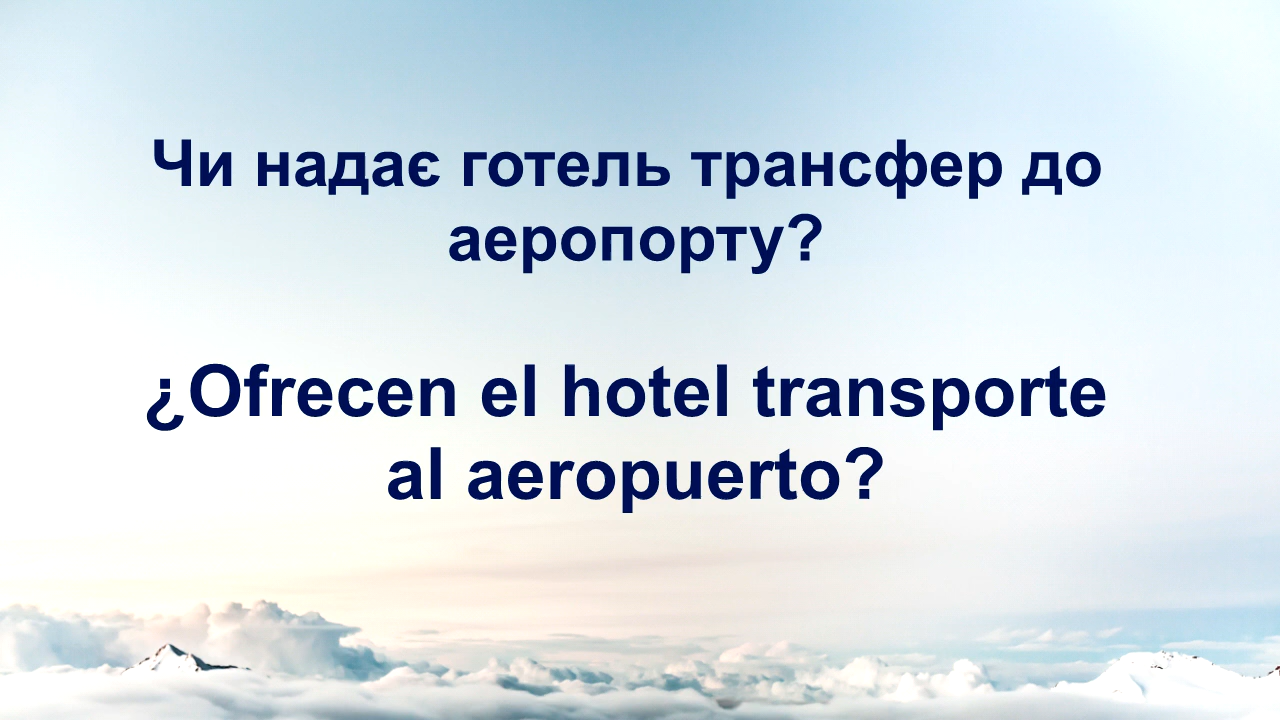 Чи надає готель трансфер до
аеропорту?
¿Ofrecen el hotel transporte
al aeropuerto?